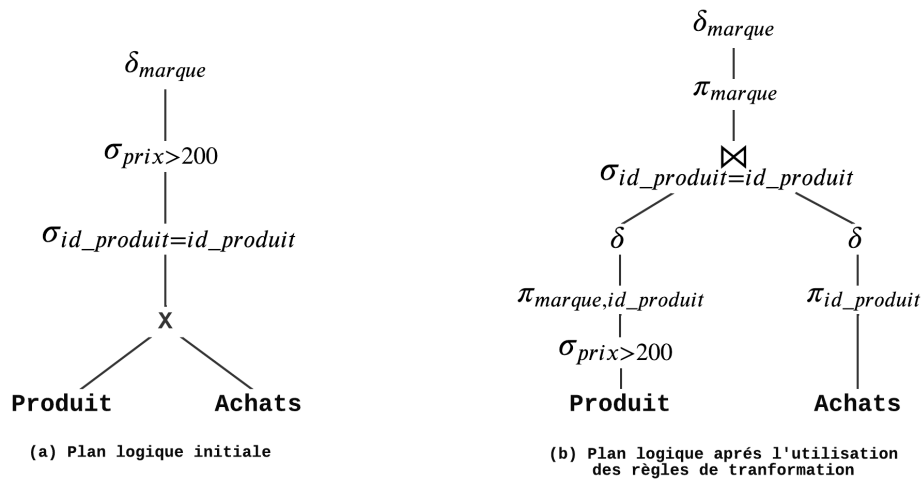 δmarque
σprix>200
σid_produit=id_produit
X
Produit Achats
(a) Plan logique initiale
δmarque
πmarque
⋈
σid_produit=id_produit
δ δ
πmarque,id_produit πid_produit
σprix>200
Produit Achats
(b) Plan logique aprés l'utilisation
des règles de tranformation